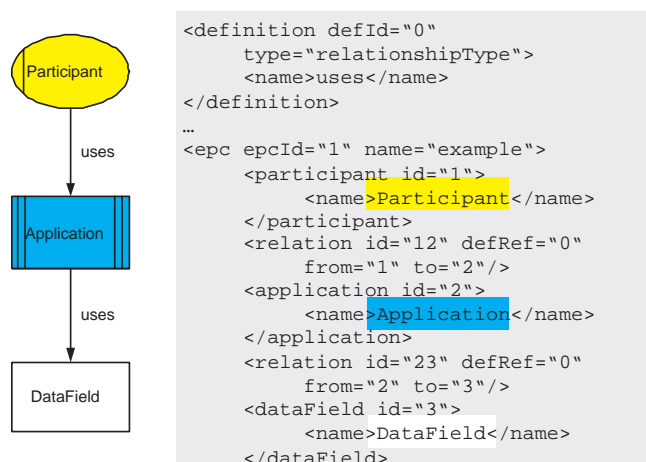 Participant
uses
Application
uses
DataField
<definition defId="0"
type="relationshipType">
<name>uses</name>
</definition>
…
<epc epcId="1" name="example">
<participant id="1">
<name>Participant</name>
</participant>
<relation id="12" defRef="0"
from="1" to="2"/>
<application id="2">
<name>Application</name>
</application>
<relation id="23" defRef="0"
from="2" to="3"/>
<dataField id="3">
<name>DataField</name>
</dataField>